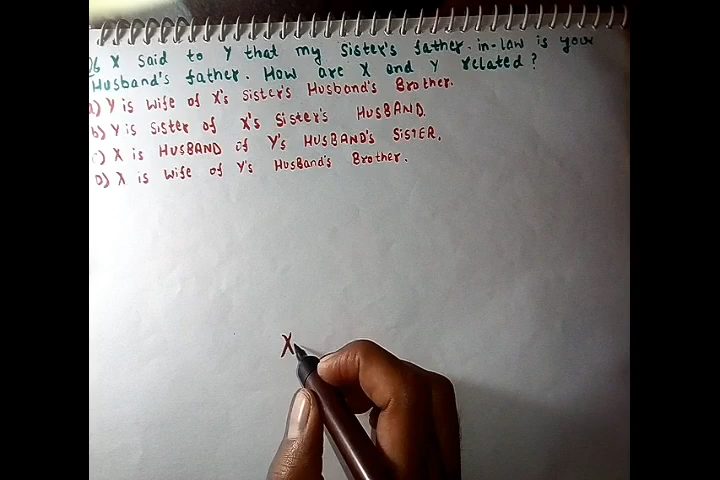 Q6 X Said to Y that my Sister's father-in-law is your
Husband's father. How are X and Y related?
a) Y is wife of X's Sister's Husband's Brother.
b) Y is Sister of X's Sister's HUSBAND.
c) X is HUSBAND of Y's HUSBAND'S SISTER.
D) X is Wife of Y's Husband's Brother.
X